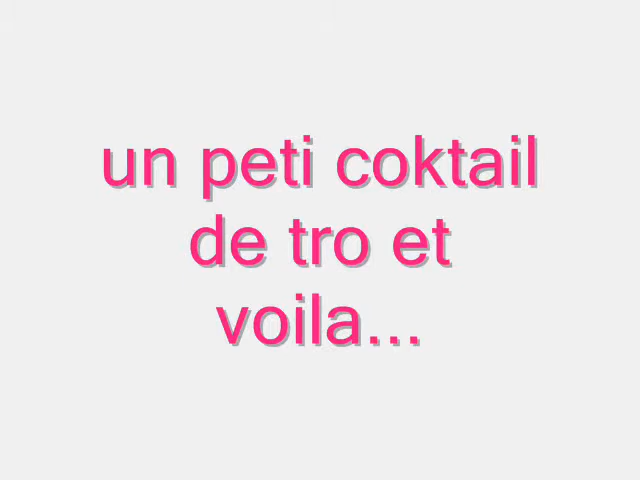 un peti coktail
de tro et
voila...